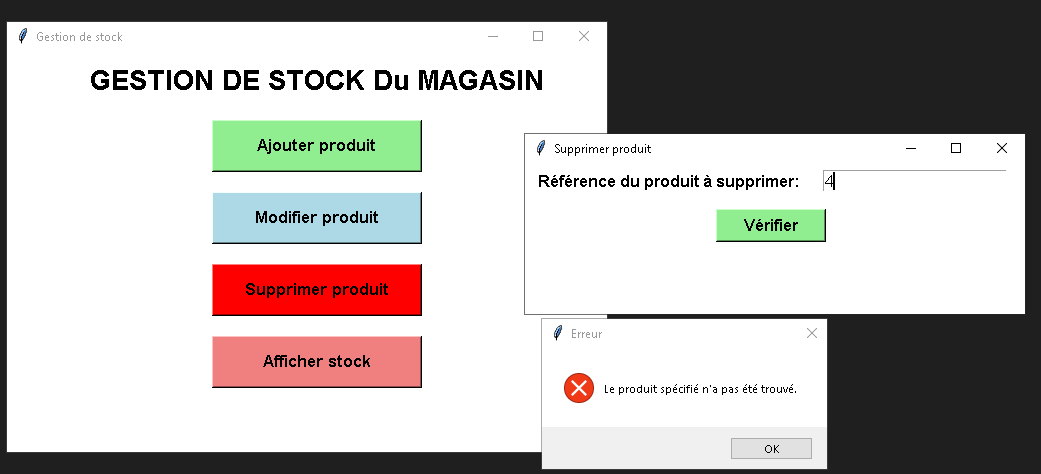 Gestion de stock
GESTION DE STOCK Du MAGASIN
Ajouter produit
Modifier produit
Supprimer produit
Afficher stock
Supprimer produit
Référence du produit à supprimer: 4
Vérifier
Erreur
Le produit spécifié n'a pas été trouvé.
OK